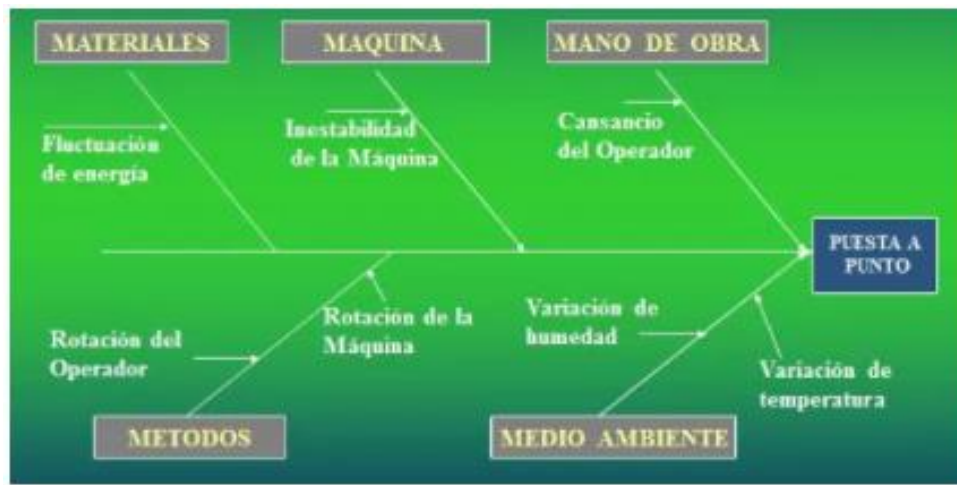 MATERIALES
MAQUINA
MANO DE OBRA
Fluctuación
de energía
Inestabilidad
de la Máquina
Cansancio
del Operador
PUESTA A
PUNTO
Rotación del
Operador
Rotación de la
Máquina
Variación de
humedad
Variación de
temperatura
METODOS
MEDIO AMBIENTE